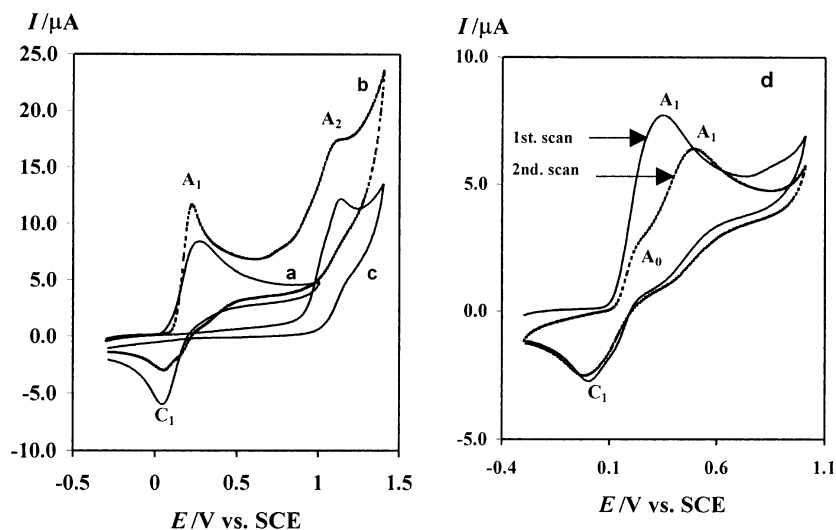 I /µA
25.0
20.0
15.0
10.0
5.0
0.0
-5.0
-10.0
-0.5 0 0.5 1 1.5
E /V vs. SCE
b
A2
A1
a
c
C1
I /µA
10.0
5.0
0.0
-5.0
-0.4 0.1 0.6 1.1
E /V vs. SCE
d
A1
1st. scan
A1
2nd. scan
A0
C1